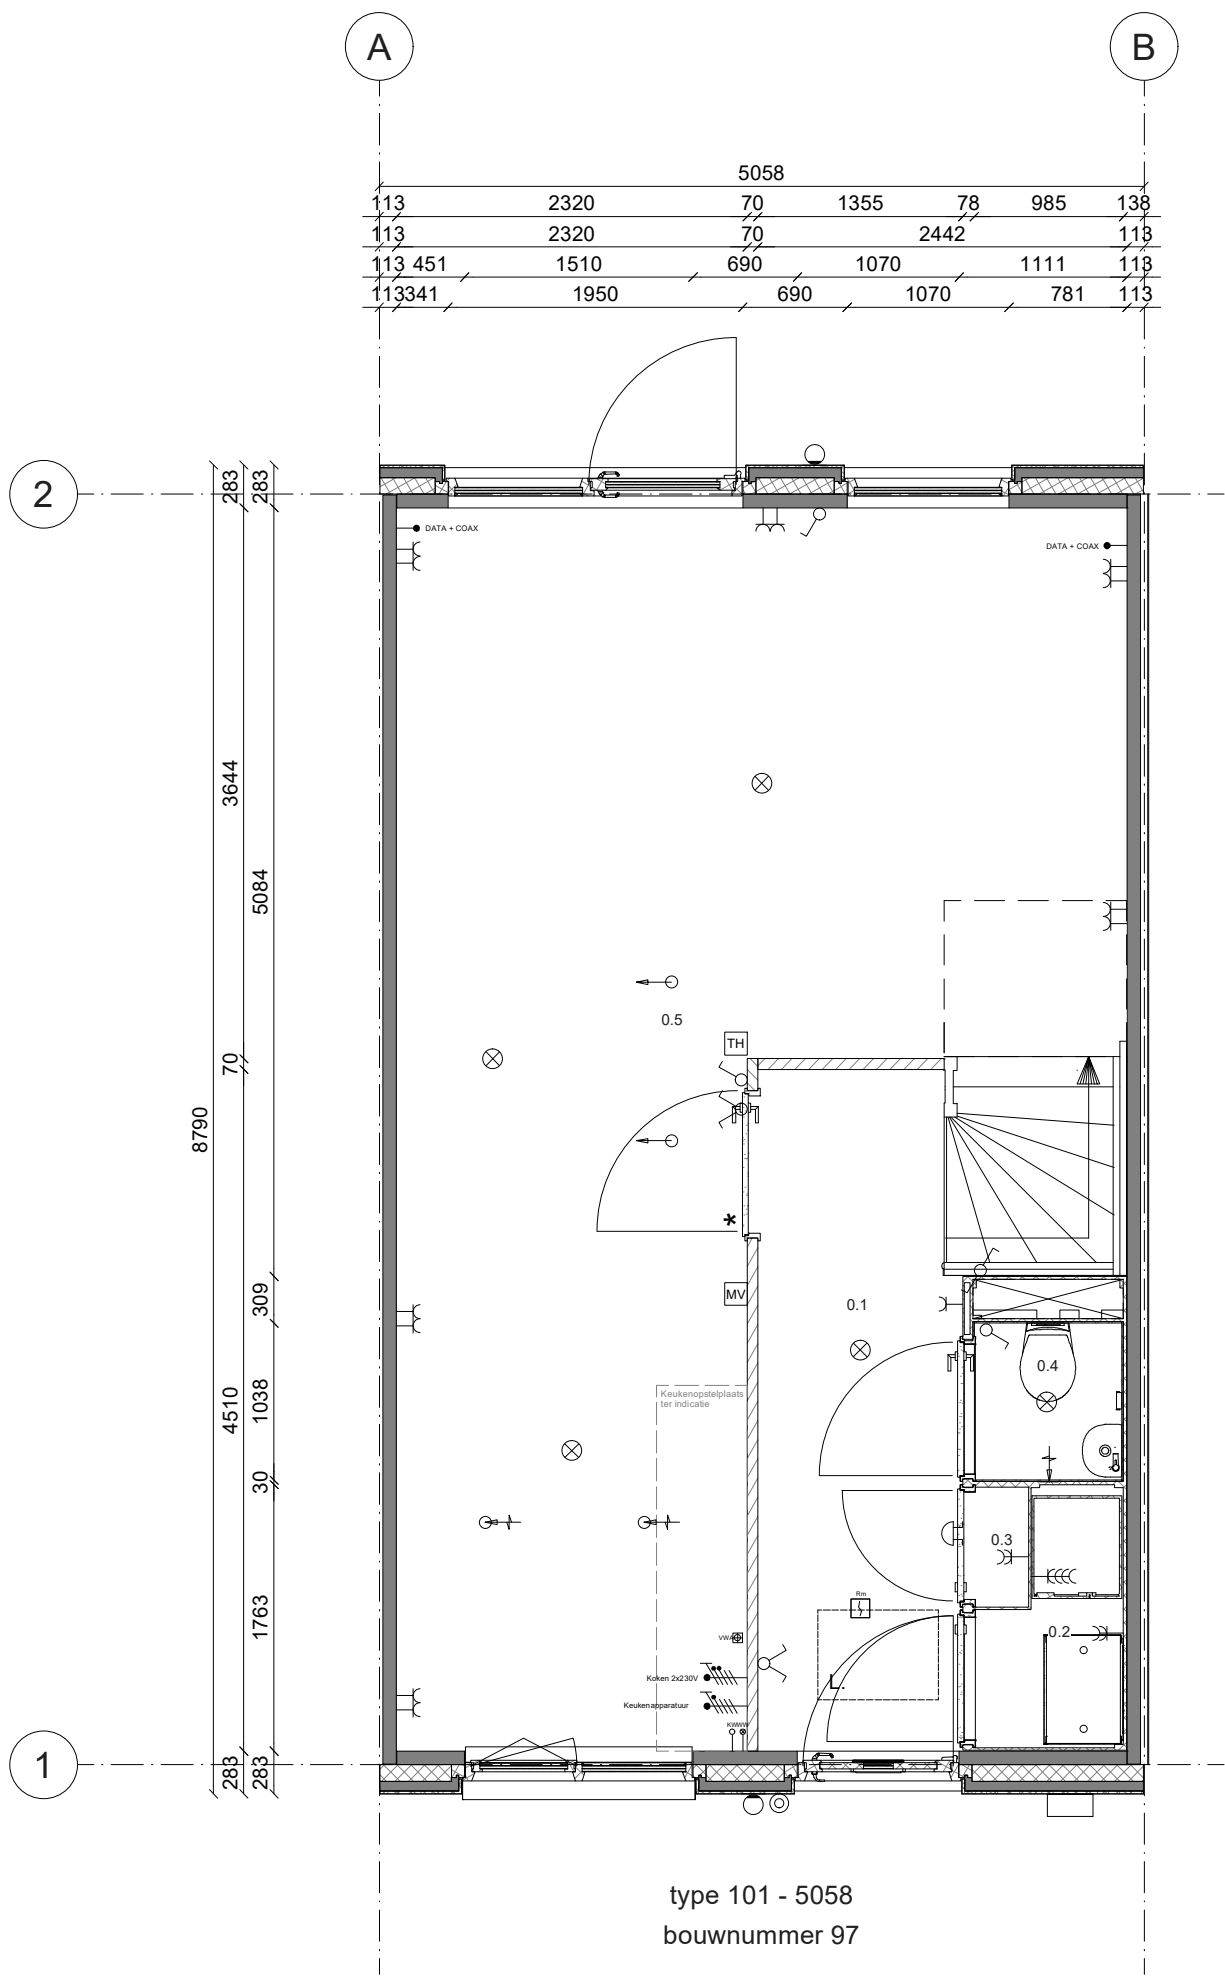 A
B
5058
113 2320 70 1355 78 985 138
113 2320 70 2442 113
113 451 1510 690 1070 1111 113
113 341 1950 690 1070 781 113
2
283
283
DATA + COAX
DATA + COAX
3644
5084
0.5
TH
70
8790
*
MV
0.1
309
0.4
Keukenopstelplaats
ter indicatie
4510
1038
30
0.3
Rm
1763
0.2
Koken 2x230V
L.
Keukenapparatuur
1
283
283
type 101 - 5058
bouwnummer 97